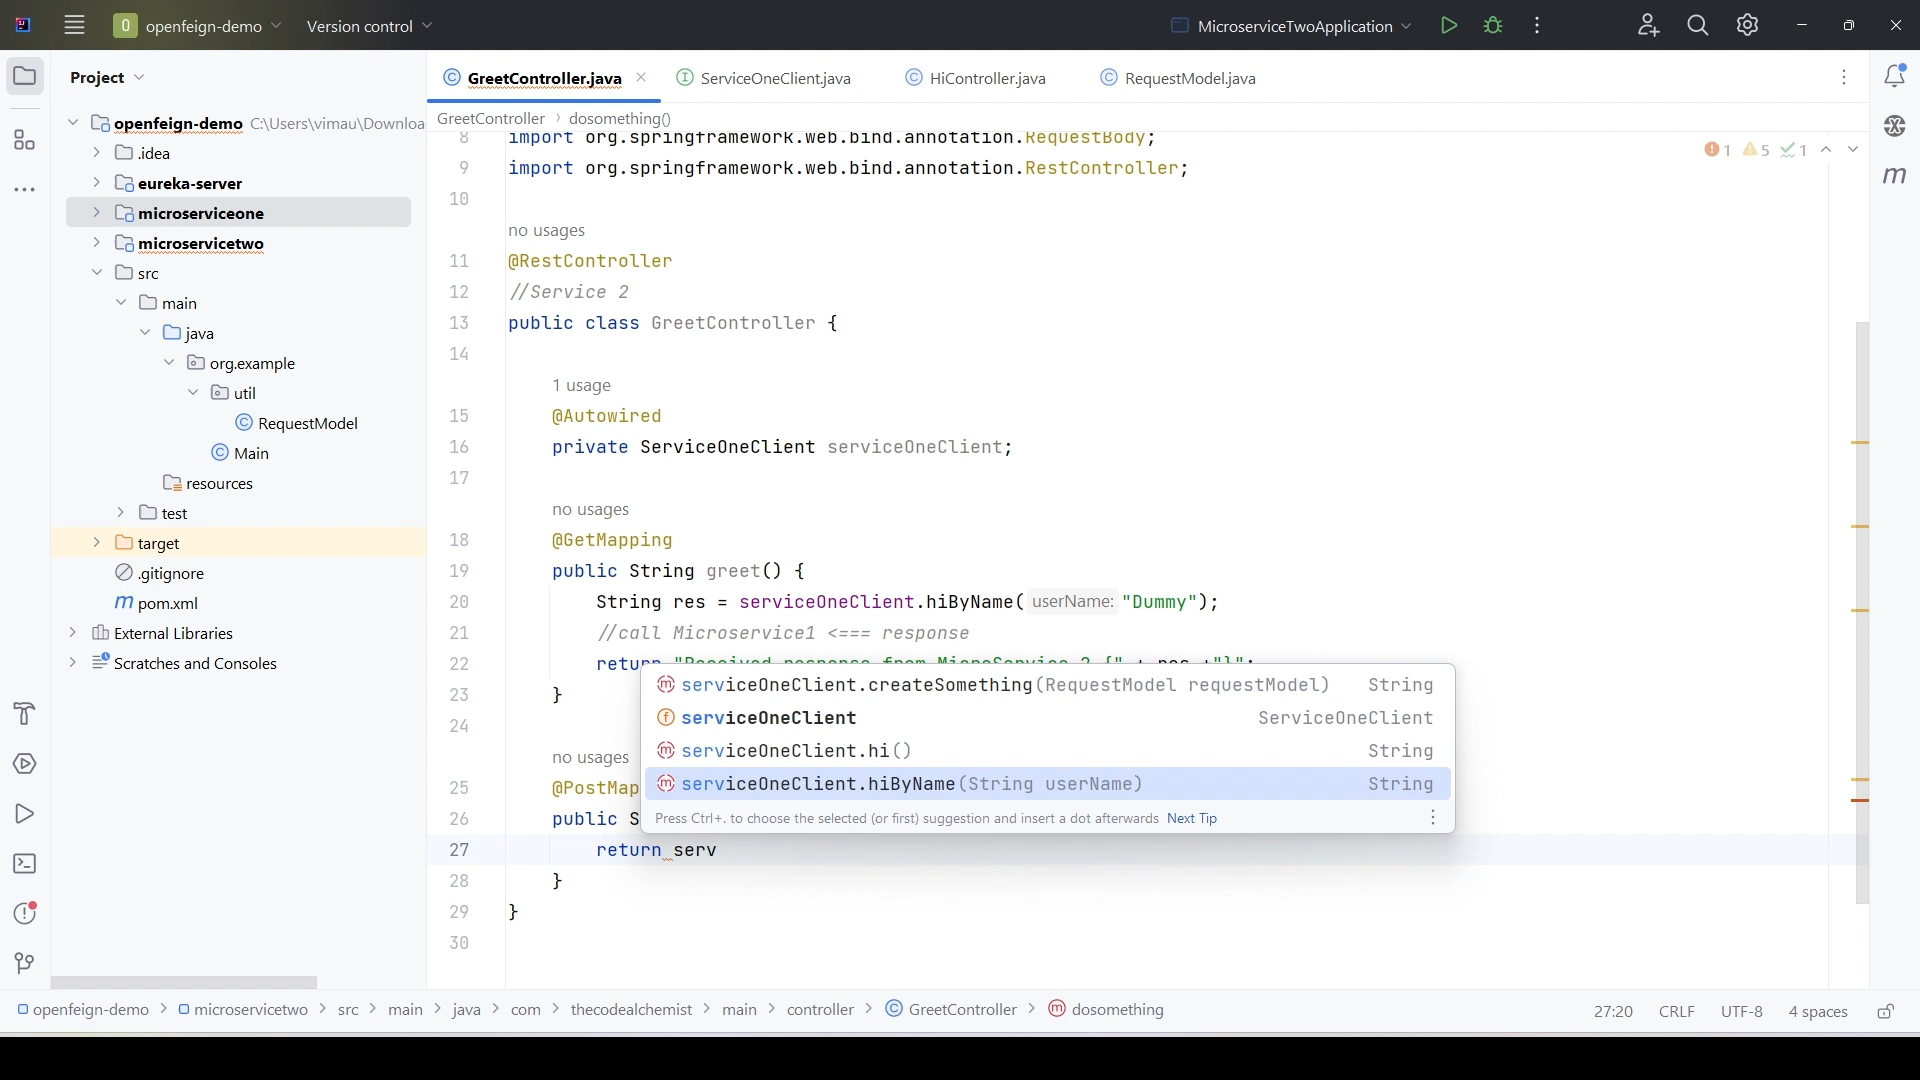 openfeign-demo
Version control
MicroserviceTwoApplication
Project
GreetController.java
ServiceOneClient.java
HiController.java
RequestModel.java
GreetController › dosomething()
openfeign-demo C:\Users\vimau\Downloa
.idea
eureka-server
microserviceone
microservicetwo
src
main
java
org.example
util
RequestModel
Main
resources
test
target
.gitignore
pom.xml
External Libraries
Scratches and Consoles
1 5 1
8 import org.springframework.web.bind.annotation.RequestBody;
9 import org.springframework.web.bind.annotation.RestController;
10
no usages
11 @RestController
12 //Service 2
13 public class GreetController {
14
1 usage
15 @Autowired
16 private ServiceOneClient serviceOneClient;
17
no usages
18 @GetMapping
19 public String greet() {
20 String res = serviceOneClient.hiByName( userName: "Dummy");
21 //call Microservice1 <=== response
22 return "Received response from MicroService 2 {" + res +"}";
23 }
24
no usages
25 @PostMap
26 public S
27 return serv
28 }
29 }
30
serviceOneClient.createSomething(RequestModel requestModel) String
serviceOneClient ServiceOneClient
serviceOneClient.hi() String
serviceOneClient.hiByName(String userName) String
Press Ctrl+. to choose the selected (or first) suggestion and insert a dot afterwards Next Tip
openfeign-demo › microservicetwo › src › main › java › com › thecodealchemist › main › controller › GreetController › dosomething
27:20 CRLF UTF-8 4 spaces